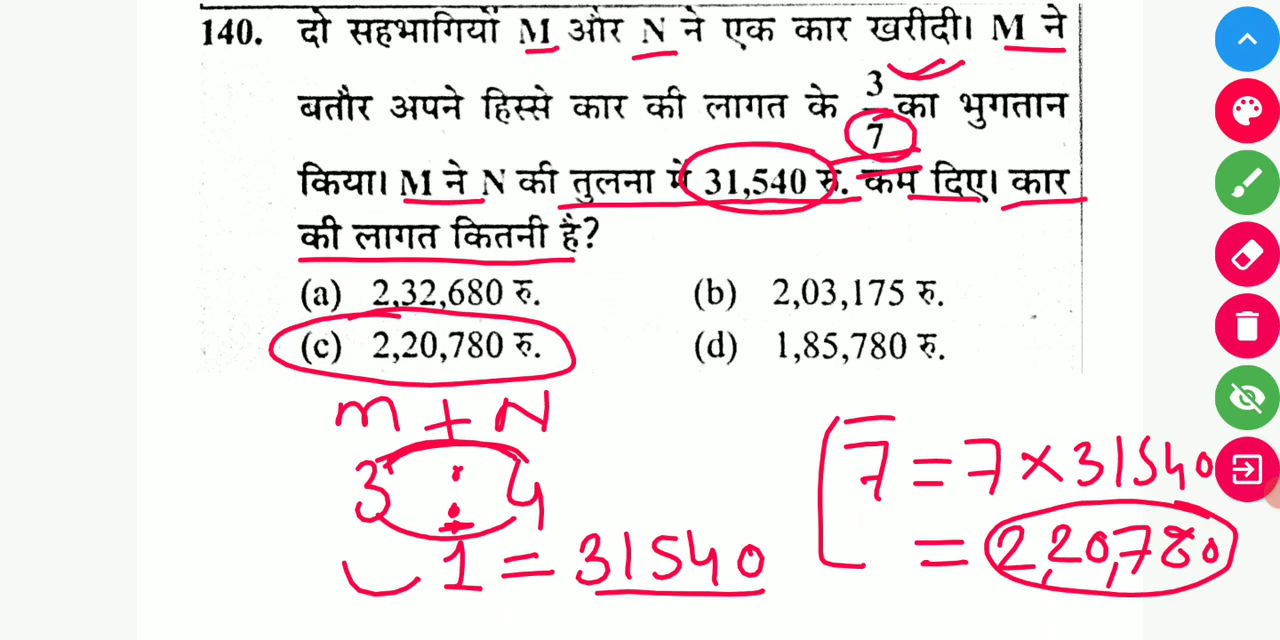 140. दो सहभागियों M और N ने एक कार खरीदी। M ने
बतौर अपने हिस्से कार की लागत के 3/7 का भुगतान
किया। M ने N की तुलना में 31,540 रु. कम दिए। कार
की लागत कितनी है?
(a) 2,32,680 रु. (b) 2,03,175 रु.
(c) 2,20,780 रु. (d) 1,85,780 रु.
M + N
3 : 4
1 = 31540
7 = 7 × 31540
= 2,20,780